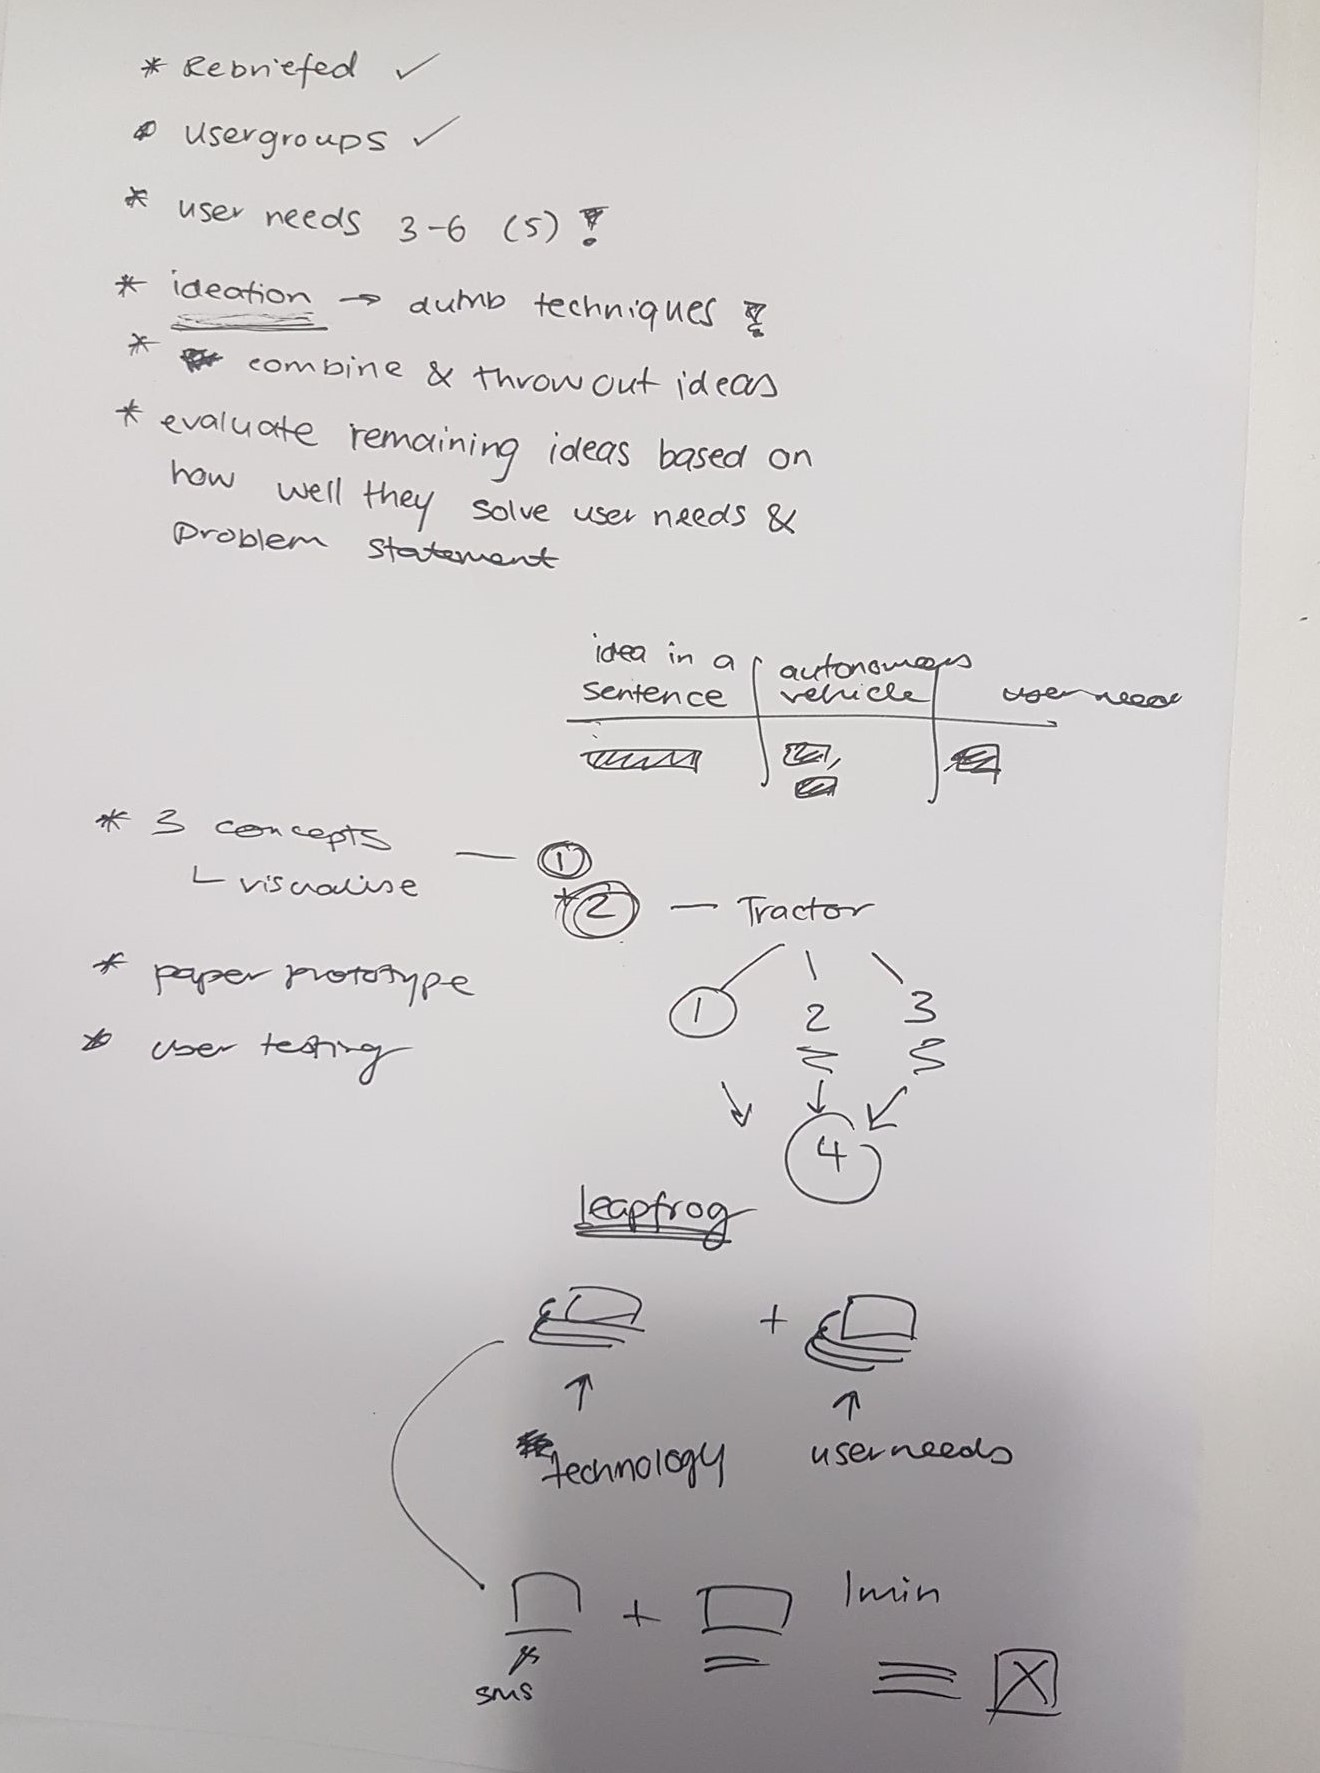 * Rebriefed ✓
* usergroups ✓
* user needs 3-6 (5) !
* ideation → dumb techniques !
* combine & throw out ideas
* evaluate remaining ideas based on
how well they solve user needs &
problem statement
idea in a autonomous
sentence vehicle user need
* 3 concepts — 1
visualise
* 2 — Tractor
* paper prototype
1 2 3
* user testing
4
leapfrog
+
technology user needs
+ 1min
sms